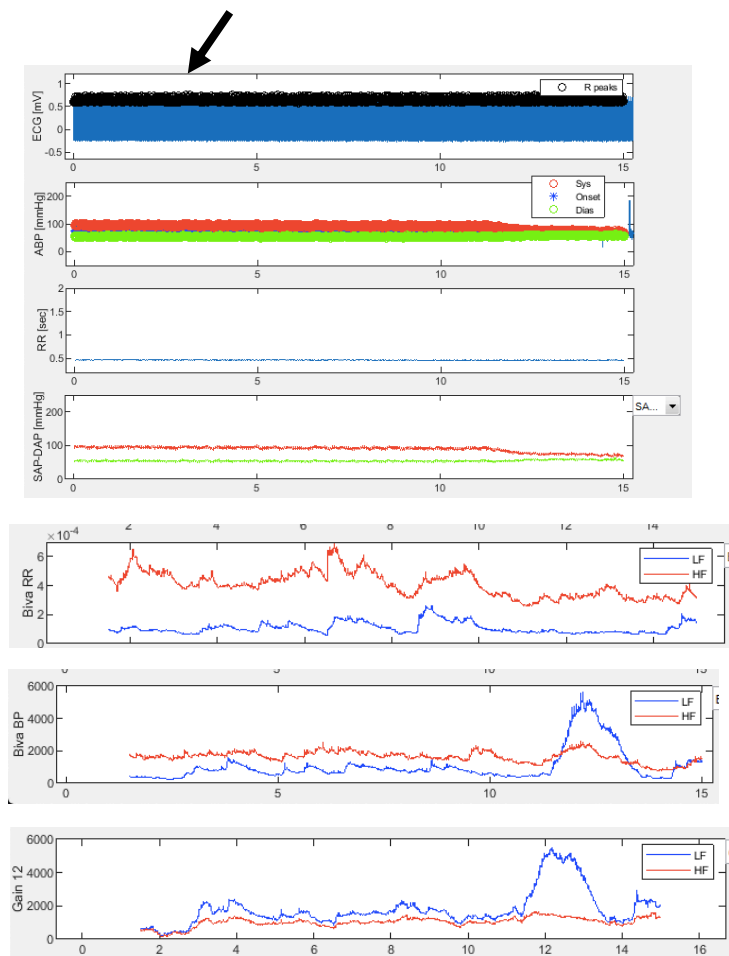 1
0.5
0
-0.5
ECG [mV]
R peaks
0 5 10 15
200
100
0
ABP [mmHg]
Sys
Onset
Dias
0 5 10 15
2
1.5
1
0.5
RR [sec]
0 5 10 15
200
100
0
SAP-DAP [mmHg]
SA...
0 5 10 15
2 4 6 8 10 12 14
×10⁻⁴
6
4
2
0
Biva RR
LF
HF
0 5 10 15
6000
4000
2000
0
Biva BP
LF
HF
0 5 10 15
6000
4000
2000
0
Gain 12
LF
HF
0 2 4 6 8 10 12 14 16